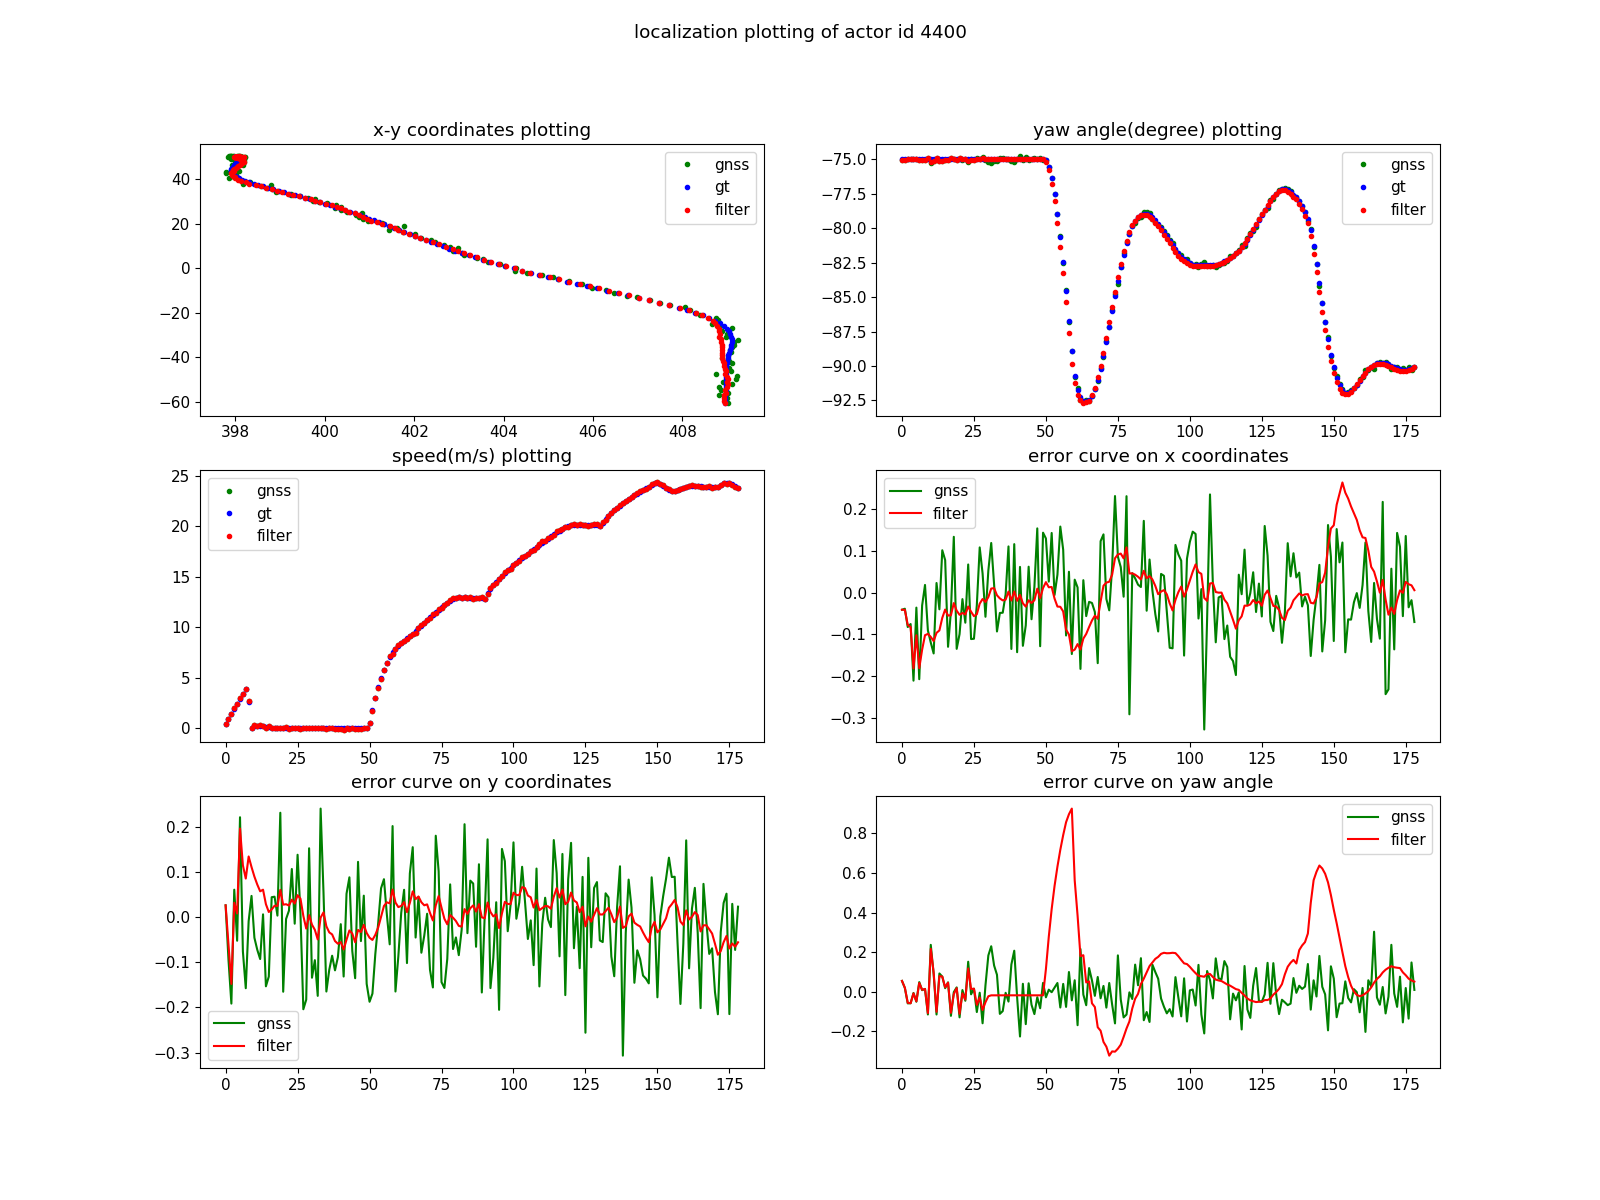 localization plotting of actor id 4400
x-y coordinates plotting
40
20
0
−20
−40
−60
398 400 402 404 406 408
gnss
gt
filter
yaw angle(degree) plotting
−75.0
−77.5
−80.0
−82.5
−85.0
−87.5
−90.0
−92.5
0 25 50 75 100 125 150 175
gnss
gt
filter
speed(m/s) plotting
25
20
15
10
5
0
0 25 50 75 100 125 150 175
gnss
gt
filter
error curve on x coordinates
0.2
0.1
0.0
−0.1
−0.2
−0.3
0 25 50 75 100 125 150 175
gnss
filter
error curve on y coordinates
0.2
0.1
0.0
−0.1
−0.2
−0.3
0 25 50 75 100 125 150 175
gnss
filter
error curve on yaw angle
0.8
0.6
0.4
0.2
0.0
−0.2
0 25 50 75 100 125 150 175
gnss
filter